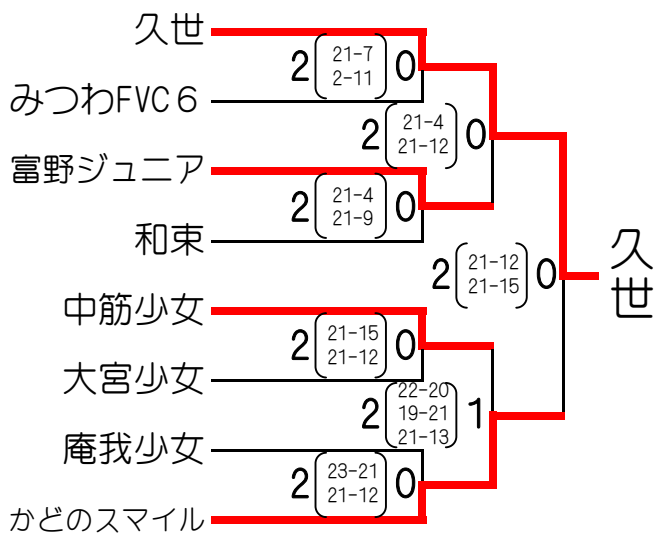 久世
2 21-7 0
2-11
みつわFVC６
2 21-4 0
21-12
富野ジュニア
2 21-4 0
21-9
和束
2 21-12 0
21-15
久世
中筋少女
2 21-15 0
21-12
大宮少女
2 22-20 1
19-21
21-13
庵我少女
2 23-21 0
21-12
かどのスマイル